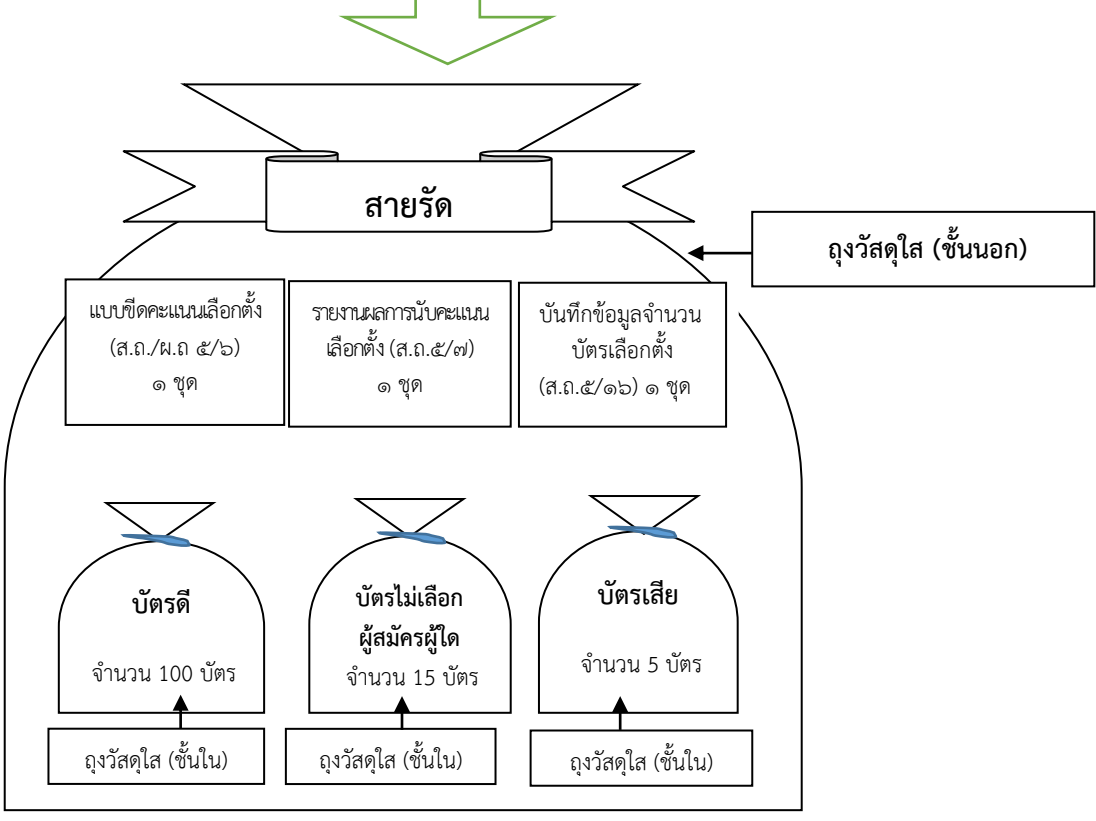 สายรัด
ถุงวัสดุใส (ชั้นนอก)
แบบขีดคะแนนเลือกตั้ง
(ส.ถ./ผ.ถ ๕/๖)
๑ ชุด
รายงานผลการนับคะแนน
เลือกตั้ง (ส.ถ.๕/๗)
๑ ชุด
บันทึกข้อมูลจำนวน
บัตรเลือกตั้ง
(ส.ถ.๕/๑๖) ๑ ชุด
บัตรดี
จำนวน 100 บัตร
ถุงวัสดุใส (ชั้นใน)
บัตรไม่เลือก
ผู้สมัครผู้ใด
จำนวน 15 บัตร
ถุงวัสดุใส (ชั้นใน)
บัตรเสีย
จำนวน 5 บัตร
ถุงวัสดุใส (ชั้นใน)